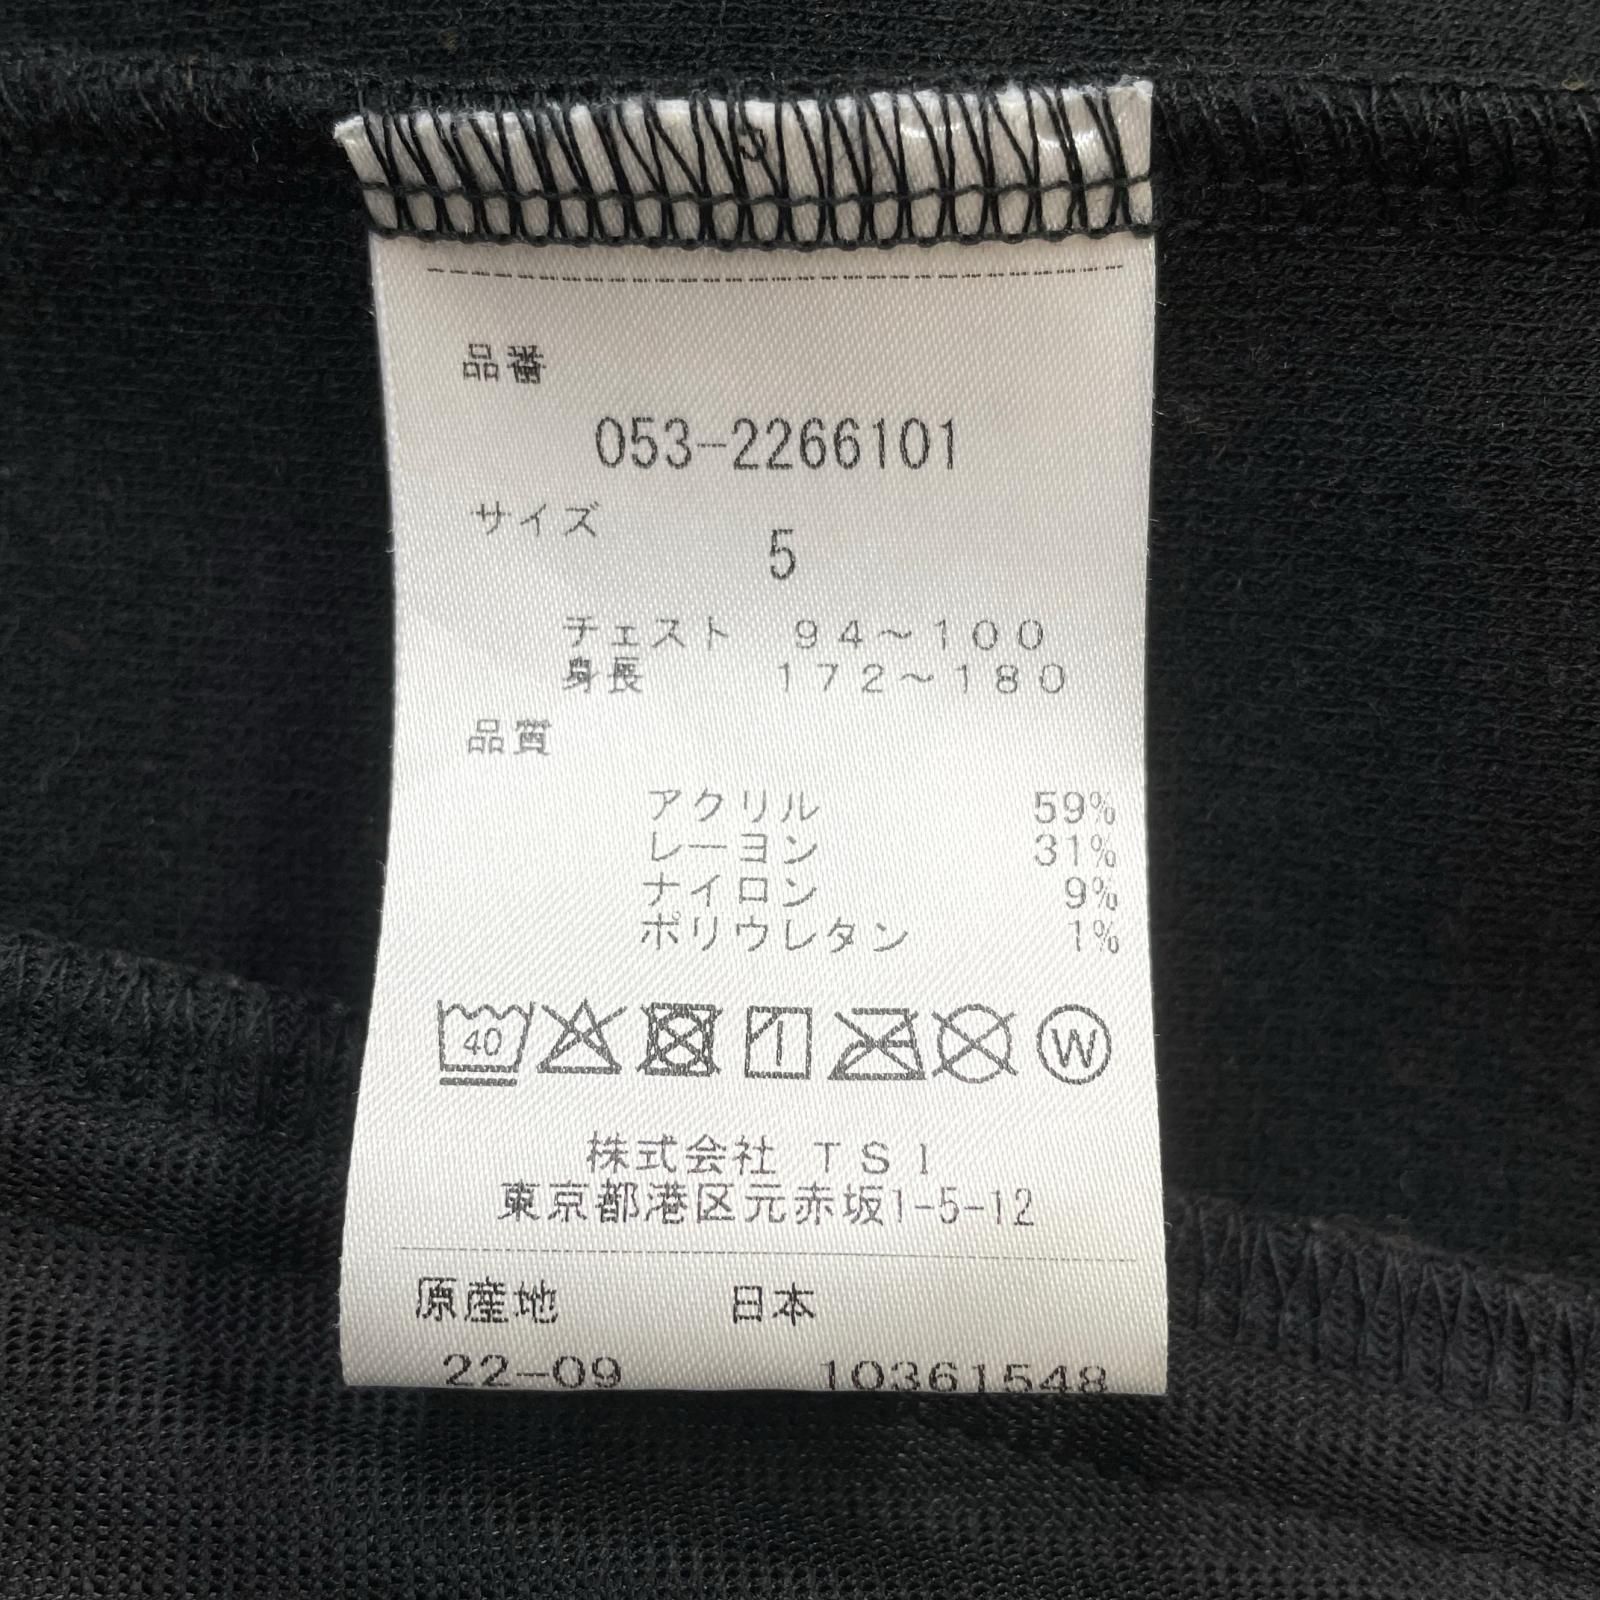 品番
053-2266101
サイズ
5
チェスト 94～100
身長 172～180
品質
アクリル 59%
レーヨン 31%
ナイロン 9%
ポリウレタン 1%
40 W
株式会社 TSI
東京都港区元赤坂1-5-12
原産地 日本
22-09 10361548